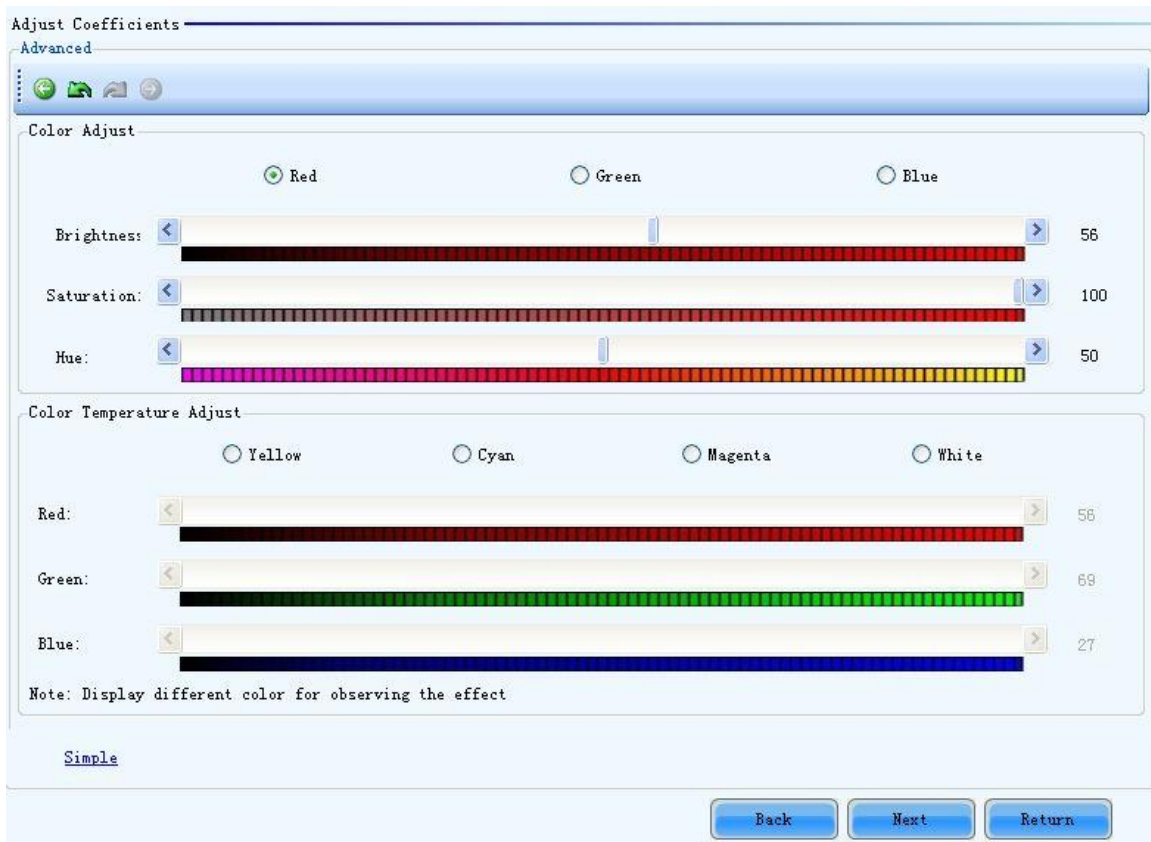 Adjust Coefficients
Advanced
Color Adjust
Red Green Blue
Brightness 56
Saturation: 100
Hue: 50
Color Temperature Adjust
Yellow Cyan Magenta White
Red: 56
Green: 69
Blue: 27
Note: Display different color for observing the effect
Simple
Back Next Return